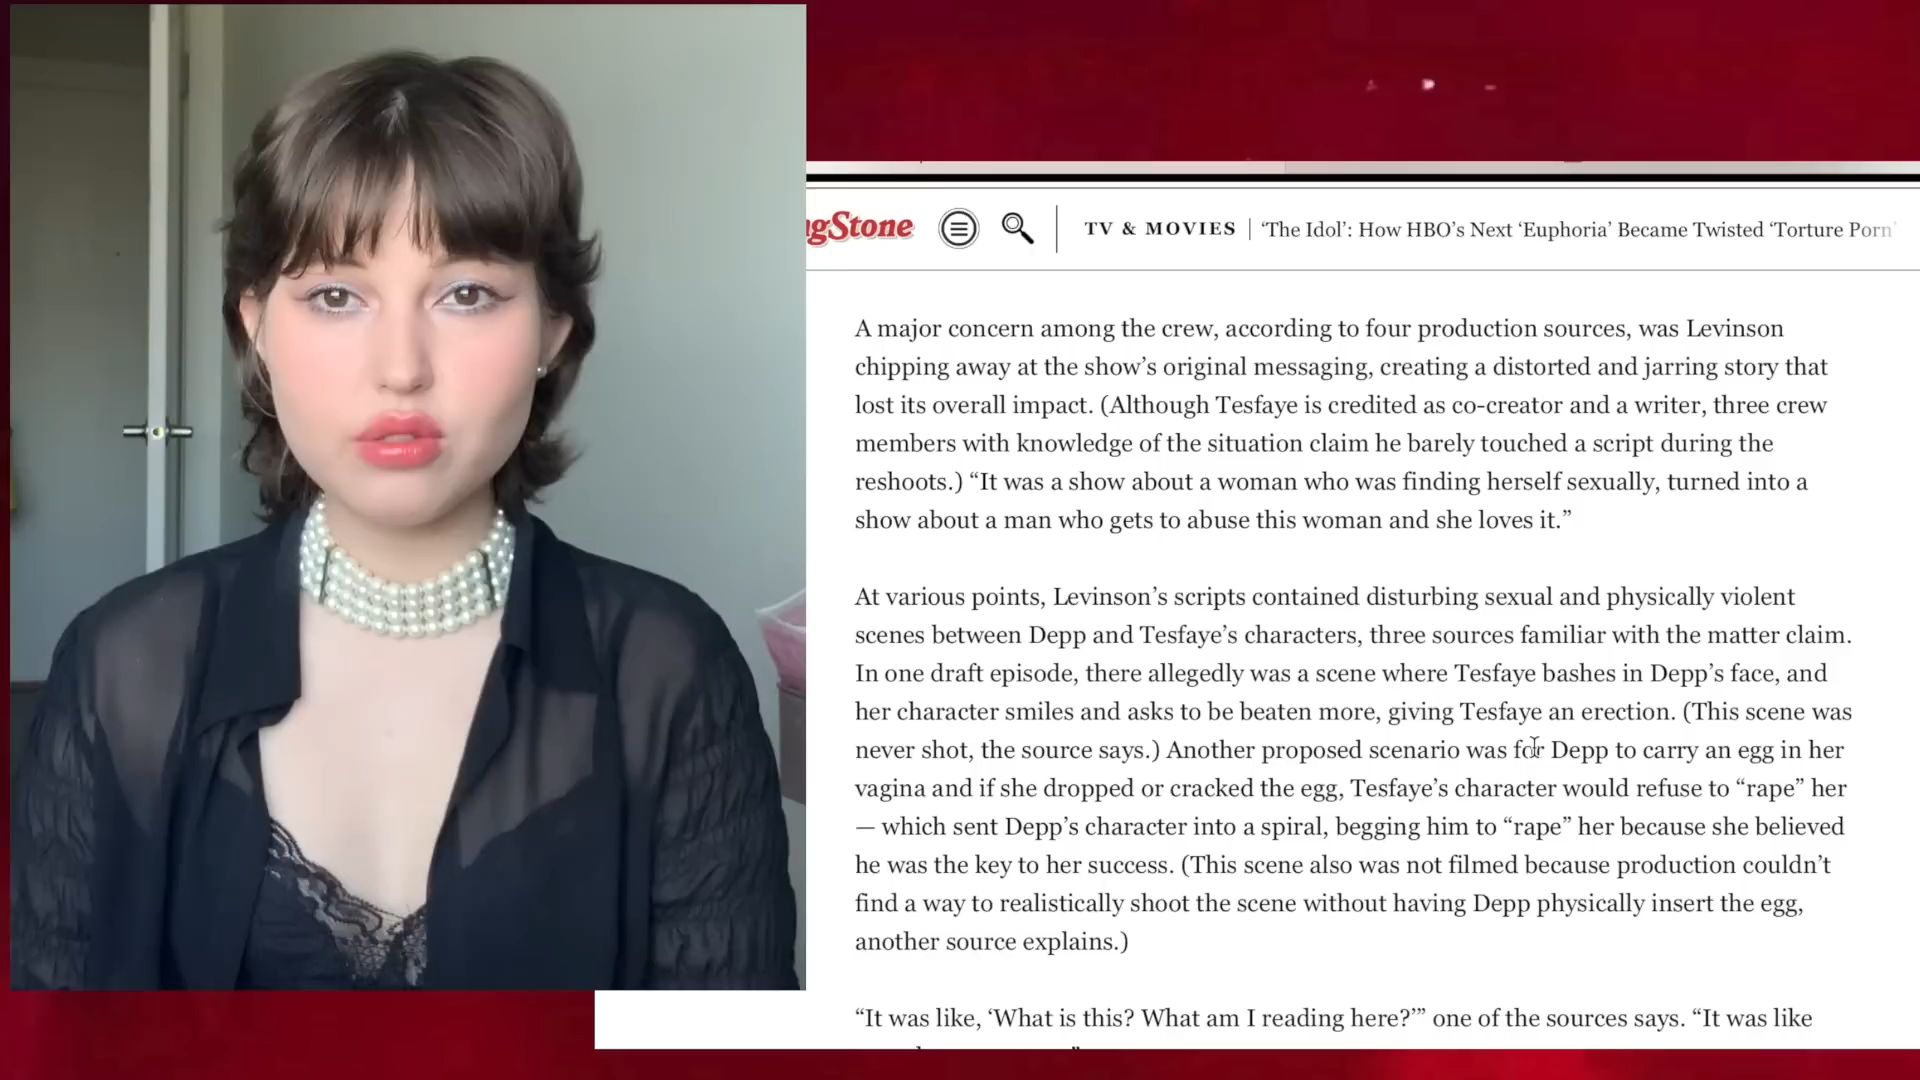 ngStone
TV & MOVIES | ‘The Idol’: How HBO’s Next ‘Euphoria’ Became Twisted ‘Torture Porn’
A major concern among the crew, according to four production sources, was Levinson
chipping away at the show’s original messaging, creating a distorted and jarring story that
lost its overall impact. (Although Tesfaye is credited as co-creator and a writer, three crew
members with knowledge of the situation claim he barely touched a script during the
reshoots.) “It was a show about a woman who was finding herself sexually, turned into a
show about a man who gets to abuse this woman and she loves it.”
At various points, Levinson’s scripts contained disturbing sexual and physically violent
scenes between Depp and Tesfaye’s characters, three sources familiar with the matter claim.
In one draft episode, there allegedly was a scene where Tesfaye bashes in Depp’s face, and
her character smiles and asks to be beaten more, giving Tesfaye an erection. (This scene was
never shot, the source says.) Another proposed scenario was for Depp to carry an egg in her
vagina and if she dropped or cracked the egg, Tesfaye’s character would refuse to “rape” her
— which sent Depp’s character into a spiral, begging him to “rape” her because she believed
he was the key to her success. (This scene also was not filmed because production couldn’t
find a way to realistically shoot the scene without having Depp physically insert the egg,
another source explains.)
“It was like, ‘What is this? What am I reading here?’” one of the sources says. “It was like